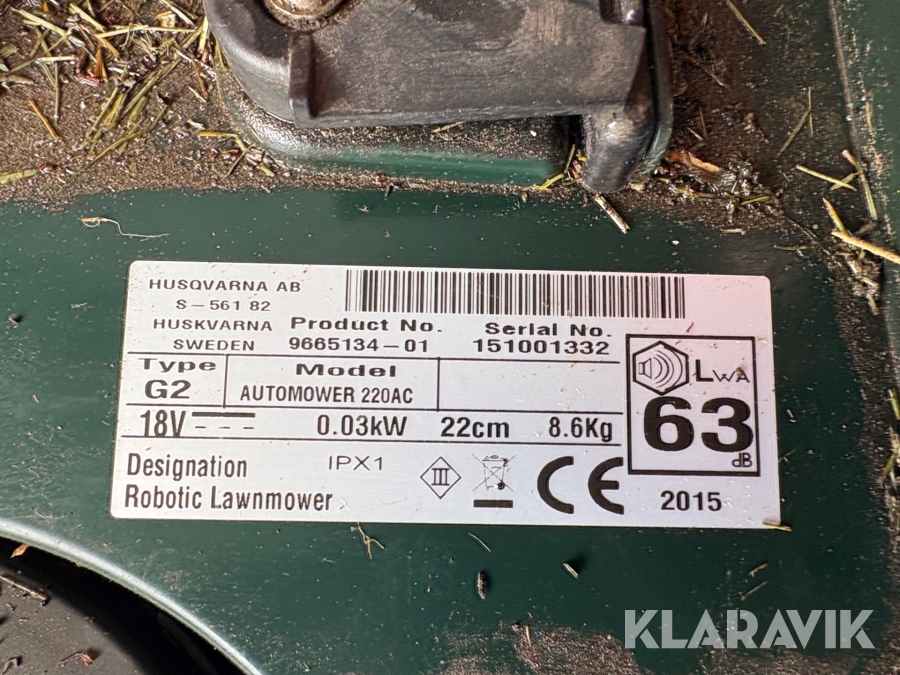 HUSQVARNA AB
S-561 82
HUSKVARNA
SWEDEN
Product No.
9665134-01
Serial No.
151001332
Type
G2
Model
AUTOMOWER 220AC
18V
0.03kW
22cm
8.6Kg
LWA
63
dB
Designation
Robotic Lawnmower
IPX1
III
CE
2015
KLARAVIK